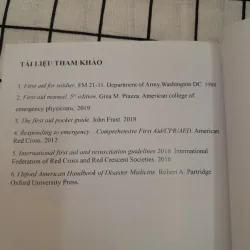 TÀI LIỆU THAM KHẢO
1. First aid for soldier. FM 21-11. Department of Army, Washington DC. 1988
2. First aid manual. 5th edition. Gina M. Piazza. American college of
emergency physicians. 2019
3. The first aid pocket guide. John Frast. 2018
4. Responding to emergency : Comprehensive First Aid/CPR/AED. American
Red Cross. 2012
5. International first aid and resuscitation guidelines 2016. International
Federation of Red Cross and Red Crescent Societies. 2016
6. Oxford American Handbook of Disaster Medicine. Robert A. Partridge
Oxford University Press.